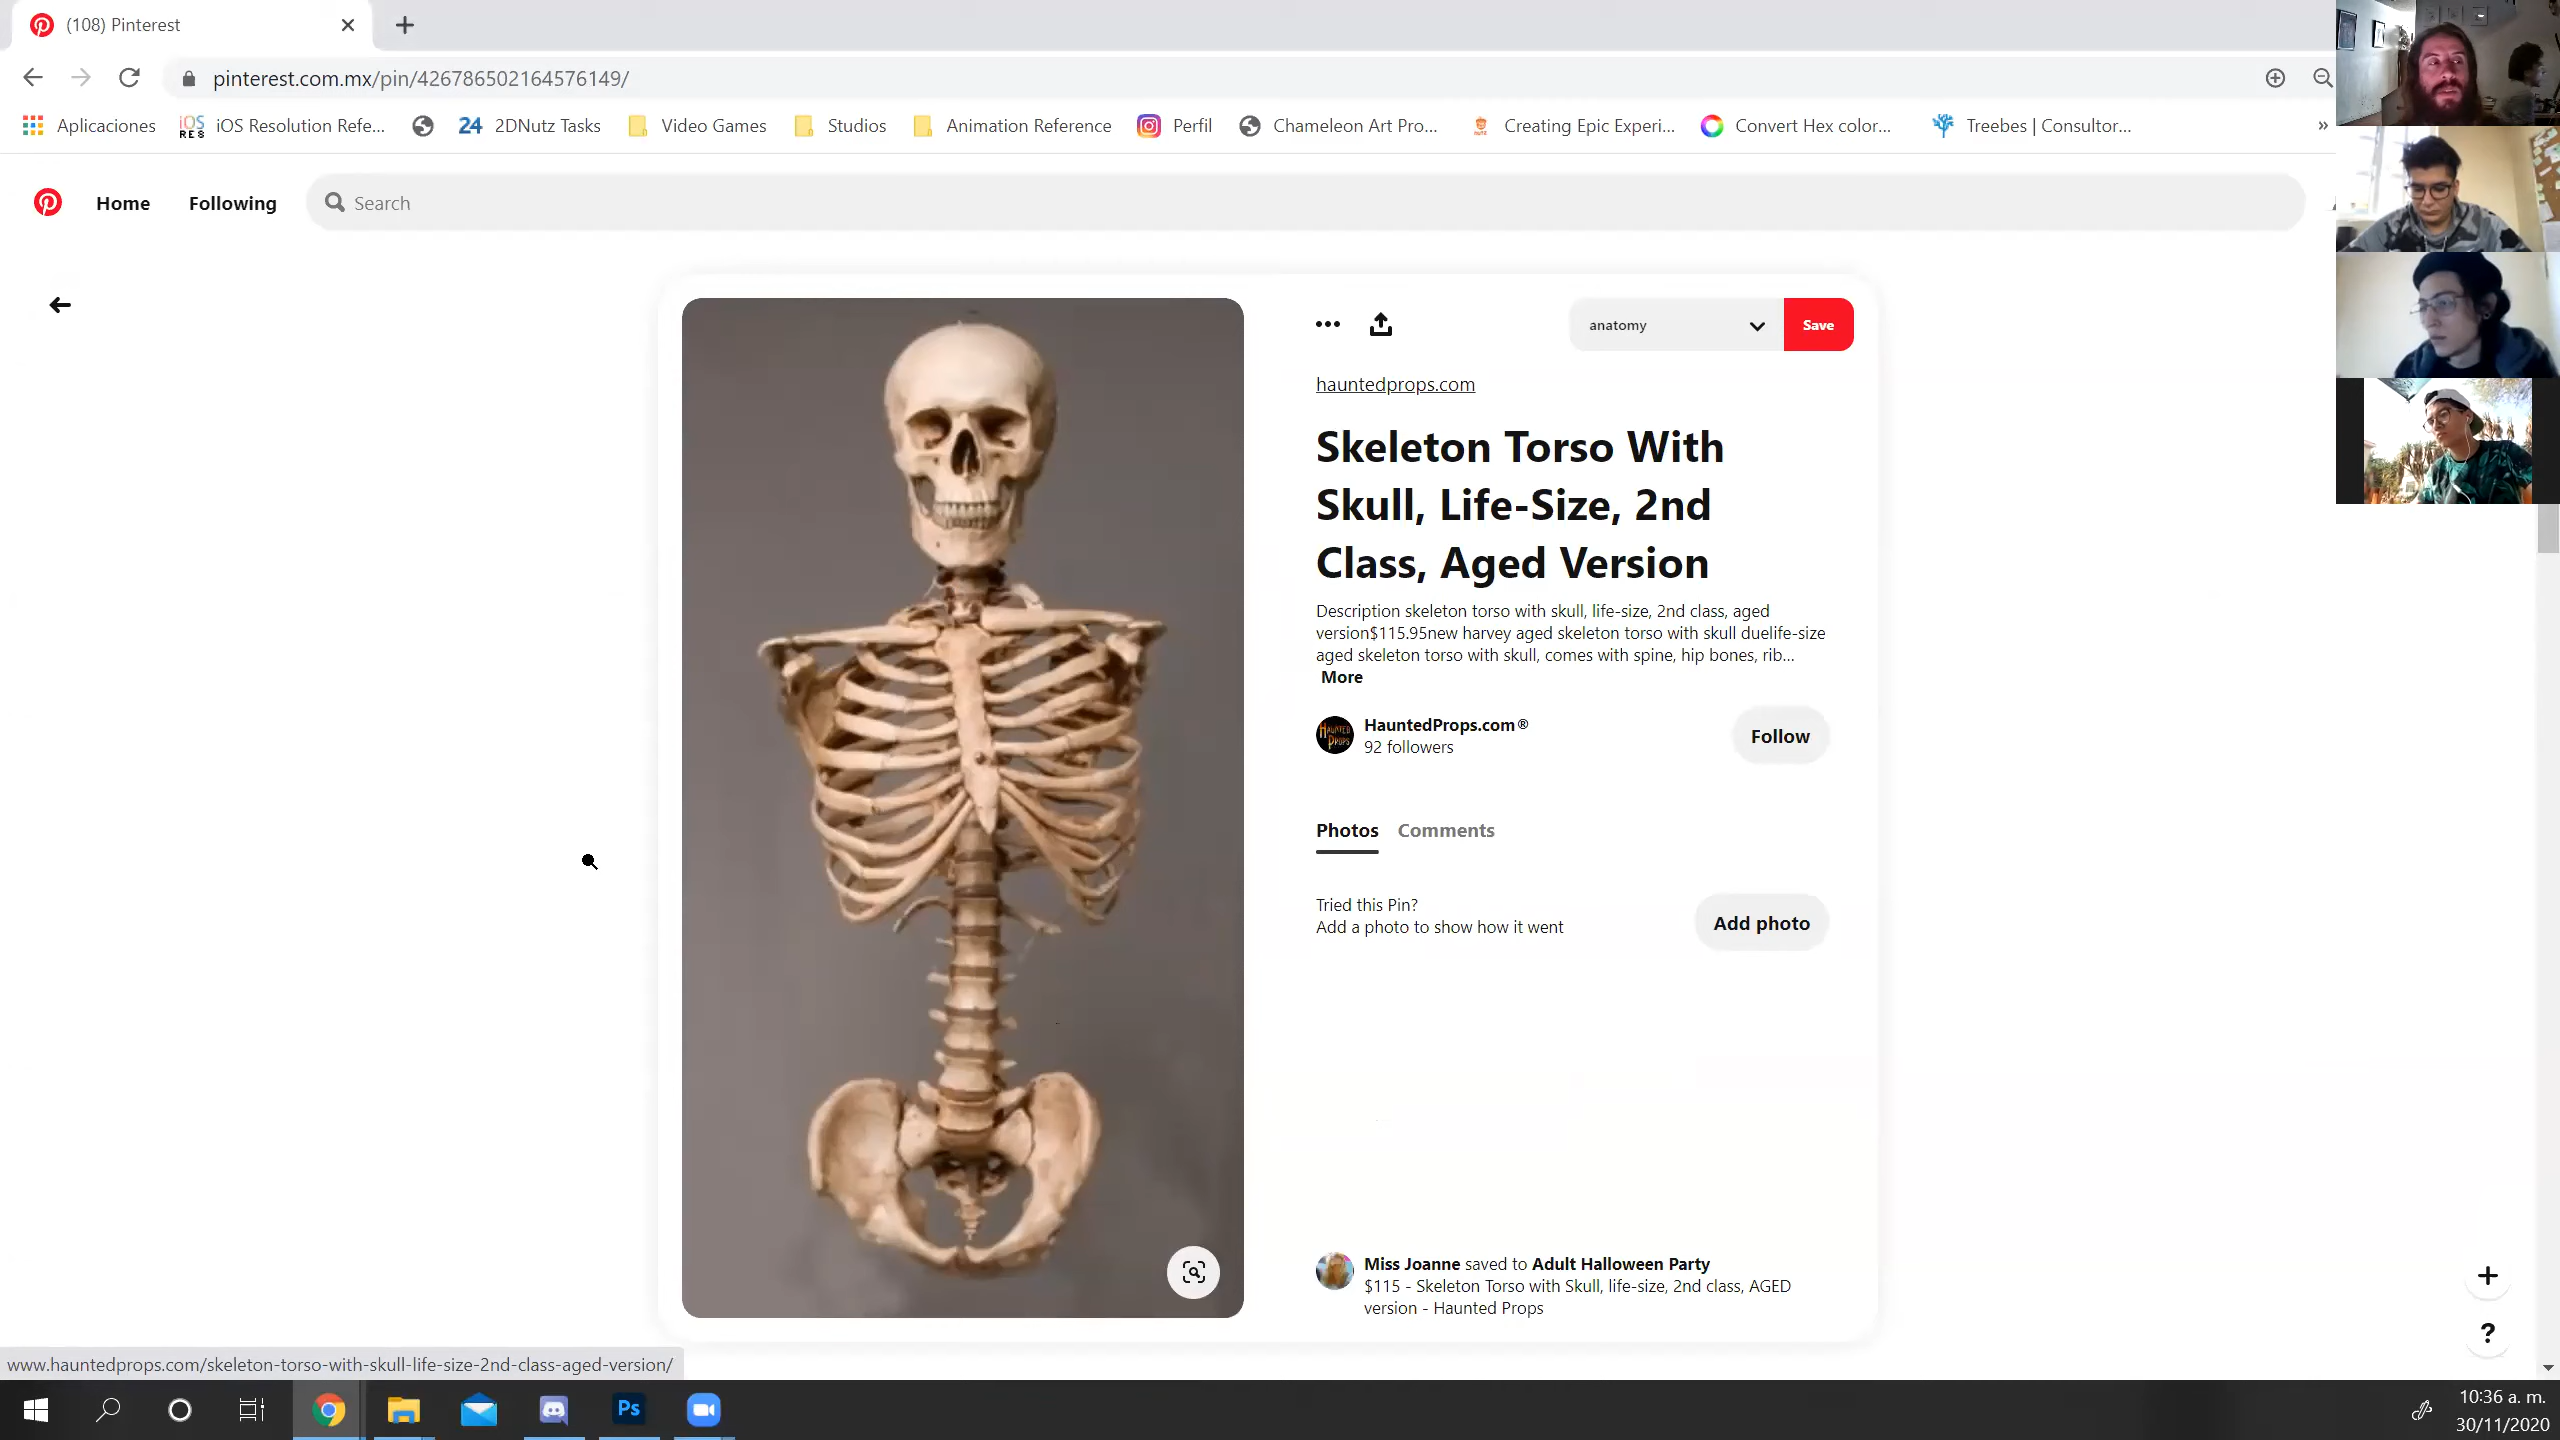 (108) Pinterest
pinterest.com.mx/pin/426786502164576149/
Aplicaciones
iOS RES
iOS Resolution Refe...
24
2DNutz Tasks
Video Games
Studios
Animation Reference
Perfil
Chameleon Art Pro...
Creating Epic Experi...
Convert Hex color...
Treebes | Consultor...
»
Home
Following
Search
anatomy
Save
hauntedprops.com
Skeleton Torso With
Skull, Life-Size, 2nd
Class, Aged Version
Description skeleton torso with skull, life-size, 2nd class, aged
version$115.95new harvey aged skeleton torso with skull duelife-size
aged skeleton torso with skull, comes with spine, hip bones, rib...
More
HAUNTED PROPS
HauntedProps.com®
92 followers
Follow
Photos
Comments
Tried this Pin?
Add a photo to show how it went
Add photo
Miss Joanne saved to Adult Halloween Party
$115 - Skeleton Torso with Skull, life-size, 2nd class, AGED
version - Haunted Props
?
www.hauntedprops.com/skeleton-torso-with-skull-life-size-2nd-class-aged-version/
Ps
10:36 a. m.
30/11/2020